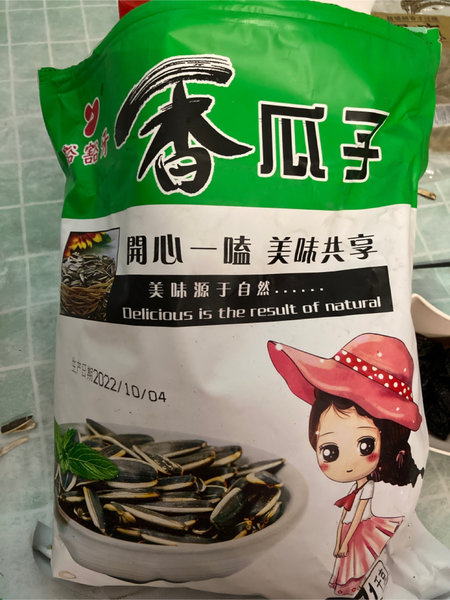 香瓜子
開心一嗑 美味共享
美味源于自然......
Delicious is the result of natural
生产日期2022/10/04